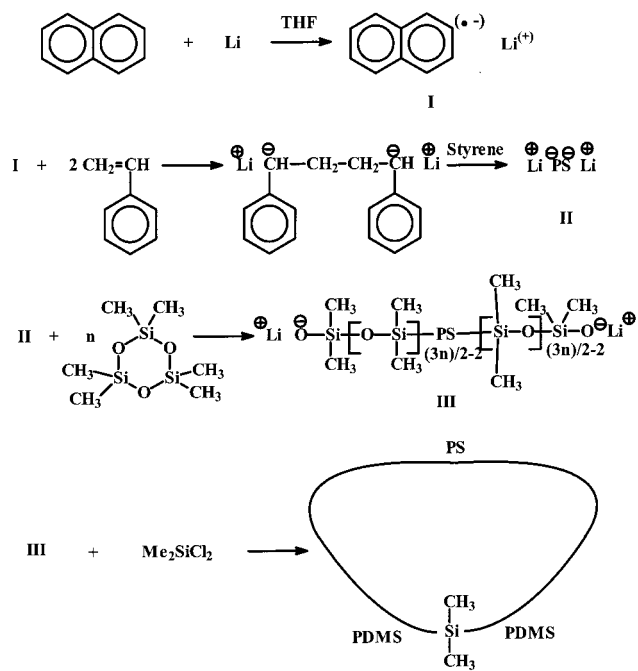 + Li THF (• -) Li(+)
I
I + 2 CH2=CH ⊕Li ⊖CH—CH2CH2—⊖CH ⊕Li Styrene ⊕Li ⊖PS⊖ ⊕Li
II
CH3 CH3 CH3 CH3 CH3
CH3 CH3
II + n Si O O Si Si O CH3 CH3 CH3 CH3 ⊕Li ⊖O—Si—[O—Si]—PS—[Si—O]—Si—O⊖ Li⊕
(3n)/2-2 (3n)/2-2
CH3 CH3 CH3
III
PS
III + Me2SiCl2
CH3
PDMS Si PDMS
CH3